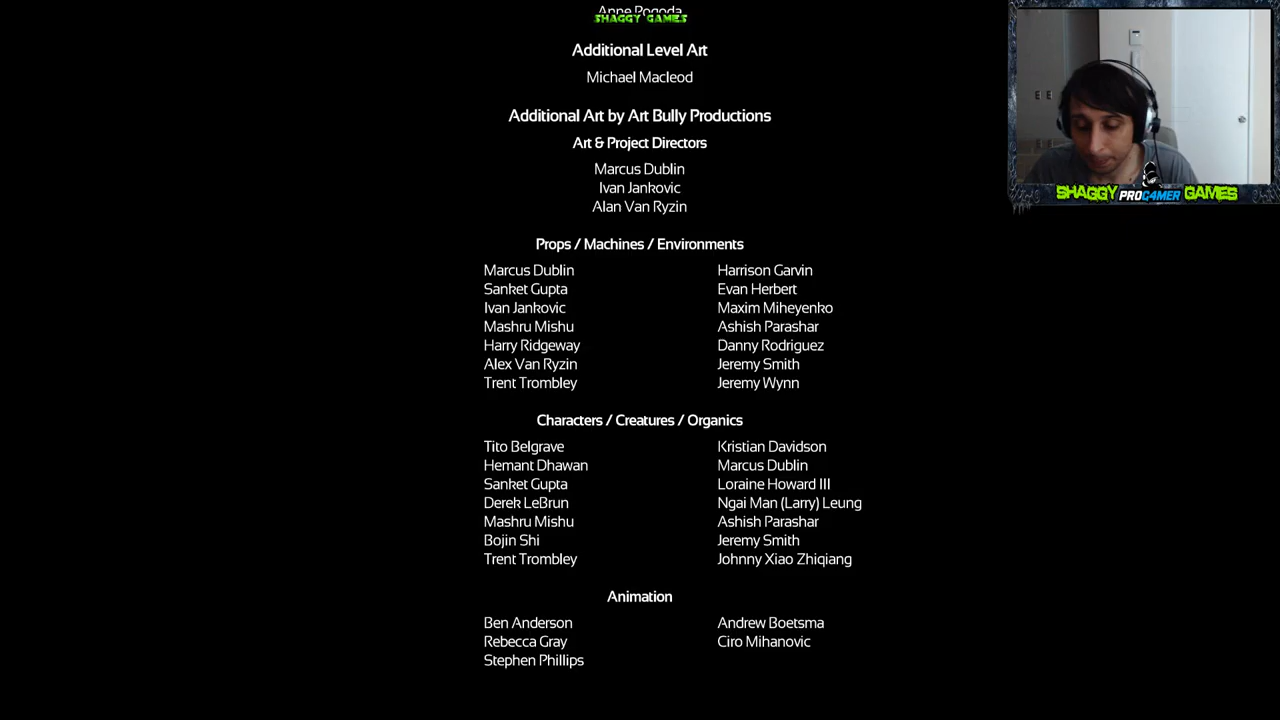 Anne Pogoda
SHAGGY GAMES
Additional Level Art
Michael Macleod
Additional Art by Art Bully Productions
Art & Project Directors
Marcus Dublin
Ivan Jankovic
Alan Van Ryzin
Props / Machines / Environments
Marcus Dublin Harrison Garvin
Sanket Gupta Evan Herbert
Ivan Jankovic Maxim Miheyenko
Mashru Mishu Ashish Parashar
Harry Ridgeway Danny Rodriguez
Alex Van Ryzin Jeremy Smith
Trent Trombley Jeremy Wynn
Characters / Creatures / Organics
Tito Belgrave Kristian Davidson
Hemant Dhawan Marcus Dublin
Sanket Gupta Loraine Howard III
Derek LeBrun Ngai Man (Larry) Leung
Mashru Mishu Ashish Parashar
Bojin Shi Jeremy Smith
Trent Trombley Johnny Xiao Zhiqiang
Animation
Ben Anderson Andrew Boetsma
Rebecca Gray Ciro Mihanovic
Stephen Phillips
SHAGGY PROG4MER GAMES